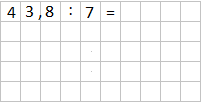 43,8 : 7 =